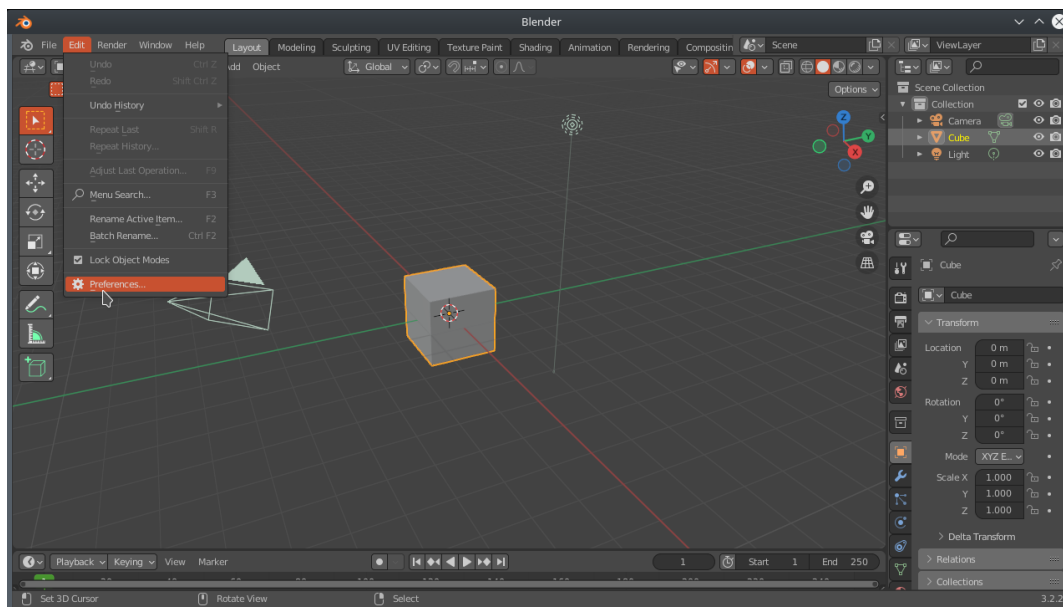 Blender
File Edit Render Window Help Layout Modeling Sculpting UV Editing Texture Paint Shading Animation Rendering Compositin Scene ViewLayer
Add Object Global
Options
Undo Ctrl Z
Redo Shift Ctrl Z
Undo History
Repeat Last Shift R
Repeat History...
Adjust Last Operation... F9
Menu Search... F3
Rename Active Item... F2
Batch Rename... Ctrl F2
Lock Object Modes
Preferences...
Z
Y
X
Scene Collection
Collection
Camera
Cube
Light
Cube
Cube
Transform
Location 0 m
Y 0 m
Z 0 m
Rotation 0°
Y 0°
Z 0°
Mode XYZ E...
Scale X 1.000
Y 1.000
Z 1.000
Delta Transform
Relations
Collections
Playback Keying View Marker 1 Start 1 End 250
Set 3D Cursor Rotate View Select 3.2.2